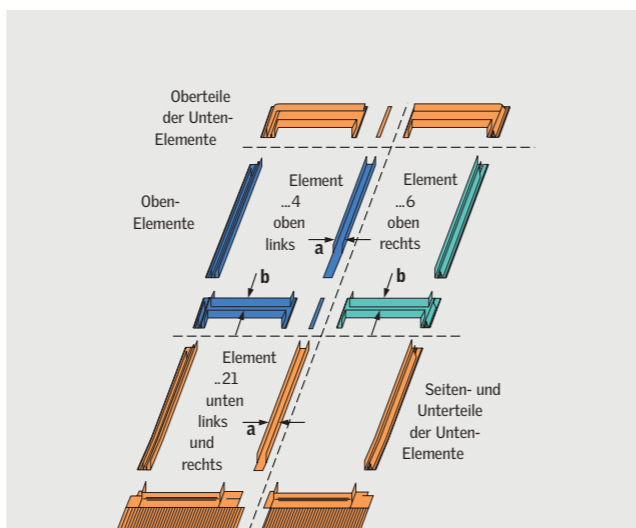 Oberteile
der Unten-
Elemente
Oben-
Elemente
Element
...4
oben
links
Element
...6
oben
rechts
a
b
b
Element
..21
unten
links
und
rechts
a
Seiten- und
Unterteile
der Unten-
Elemente